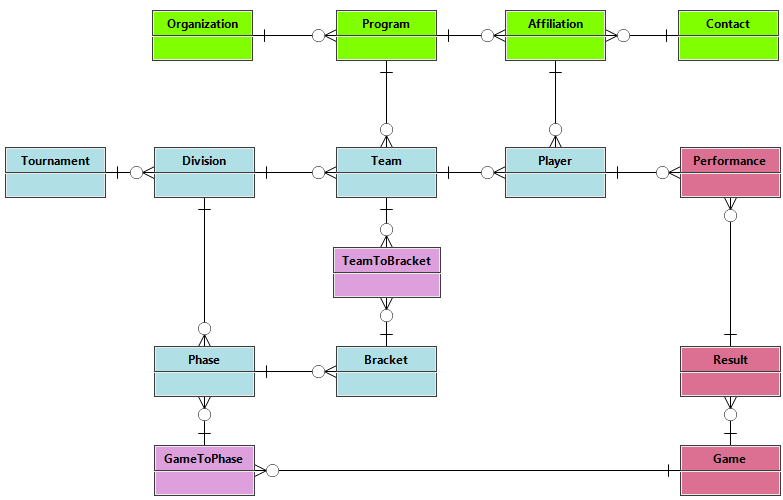 Organization
Program
Affiliation
Contact
Tournament
Division
Team
Player
Performance
TeamToBracket
Phase
Bracket
Result
GameToPhase
Game